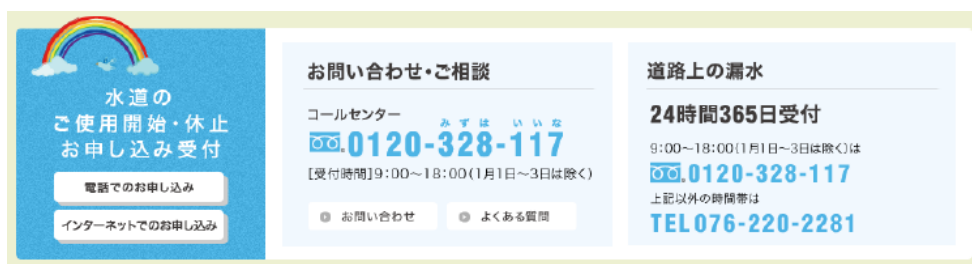 水道の
ご使用開始・休止
お申し込み受付
電話でのお申し込み
インターネットでのお申し込み
お問い合わせ・ご相談
コールセンター
みずは いいな
0120-328-117
[受付時間]9:00〜18:00(1月1日〜3日は除く)
お問い合わせ
よくある質問
道路上の漏水
24時間365日受付
9:00〜18:00(1月1日〜3日は除く)は
0120-328-117
上記以外の時間帯は
TEL076-220-2281